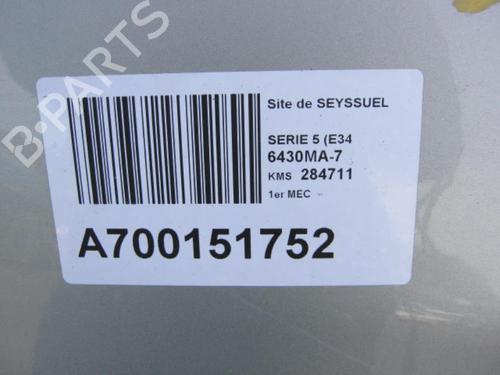 B-PARTS
Site de SEYSSUEL
SERIE 5 (E34
6430MA-7
KMS 284711
1er MEC
A700151752